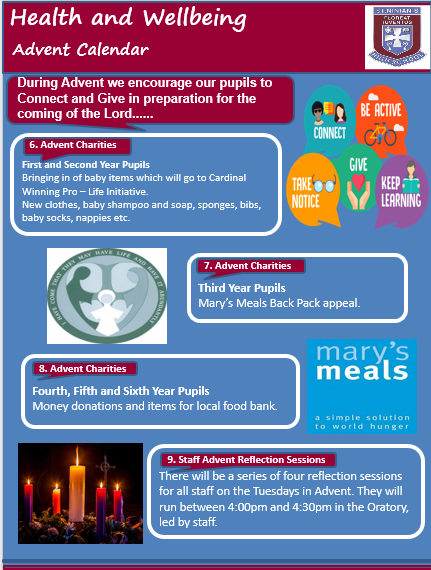 Health and Wellbeing
Advent Calendar
ST.NINIAN'S
FLOREAT
IUVENTUS
HIGH SCHOOL
During Advent we encourage our pupils to
Connect and Give in preparation for the
coming of the Lord......
6. Advent Charities
First and Second Year Pupils
Bringing in of baby items which will go to Cardinal
Winning Pro – Life Initiative.
New clothes, baby shampoo and soap, sponges, bibs,
baby socks, nappies etc.
CONNECT
BE ACTIVE
TAKE
NOTICE
GIVE
KEEP
LEARNING
I HAVE COME THAT THEY MAY HAVE LIFE AND HAVE IT ABUNDANTLY
7. Advent Charities
Third Year Pupils
Mary's Meals Back Pack appeal.
8. Advent Charities
Fourth, Fifth and Sixth Year Pupils
Money donations and items for local food bank.
mary's
meals
a simple solution
to world hunger
9. Staff Advent Reflection Sessions
There will be a series of four reflection sessions
for all staff on the Tuesdays in Advent. They will
run between 4:00pm and 4:30pm in the Oratory,
led by staff.